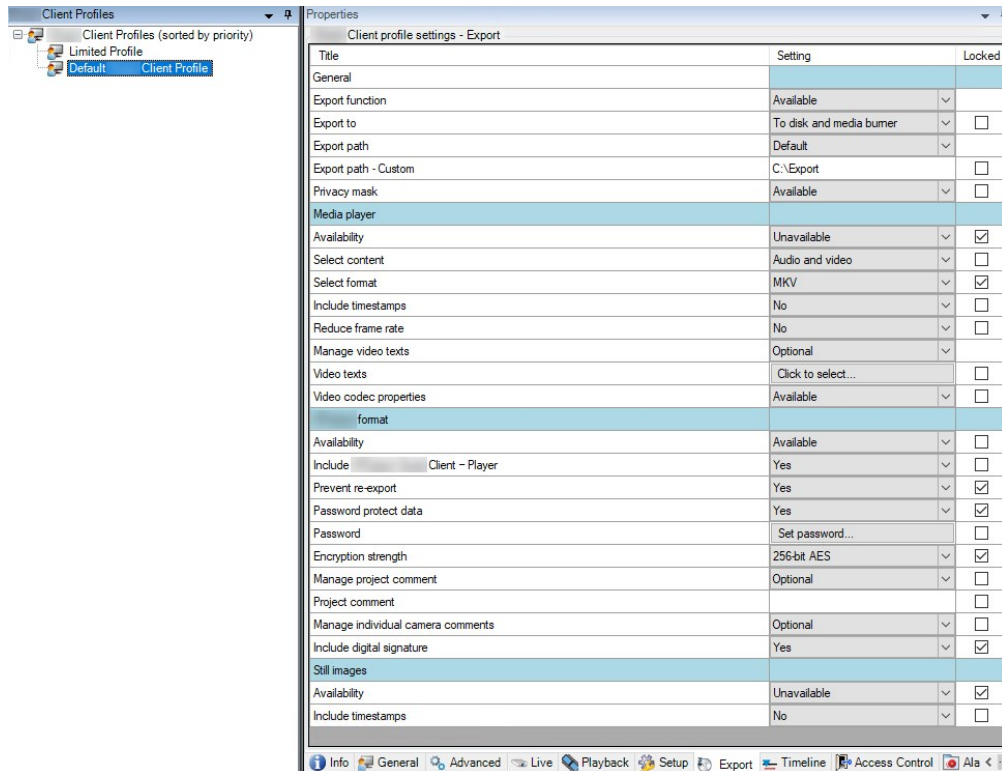 Client Profiles
Client Profiles (sorted by priority)
Limited Profile
Default Client Profile
Properties
Client profile settings - Export
Title Setting Locked
General
Export function Available
Export to To disk and media burner
Export path Default
Export path - Custom C:\Export
Privacy mask Available
Media player
Availability Unavailable
Select content Audio and video
Select format MKV
Include timestamps No
Reduce frame rate No
Manage video texts Optional
Video texts Click to select...
Video codec properties Available
format
Availability Available
Include Client - Player Yes
Prevent re-export Yes
Password protect data Yes
Password Set password...
Encryption strength 256-bit AES
Manage project comment Optional
Project comment
Manage individual camera comments Optional
Include digital signature Yes
Still images
Availability Unavailable
Include timestamps No
Info General Advanced Live Playback Setup Export Timeline Access Control Ala